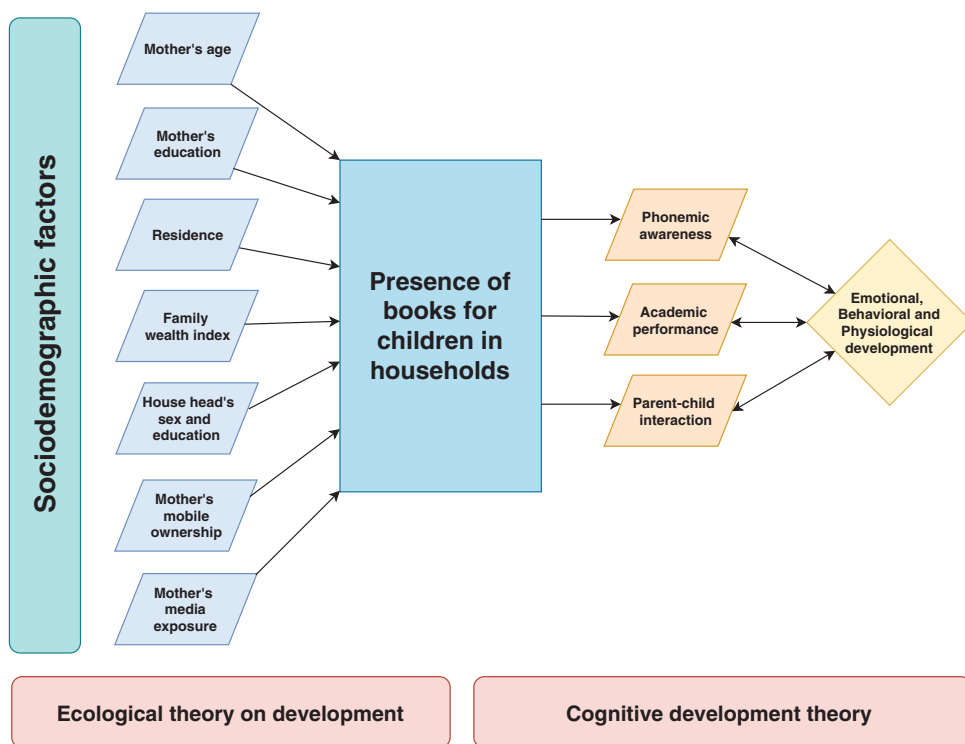 Sociodemographic factors
Mother's age
Mother's
education
Residence
Family
wealth index
House head's
sex and
education
Mother's
mobile
ownership
Mother's
media
exposure
Presence of
books for
children in
households
Phonemic
awareness
Academic
performance
Parent-child
interaction
Emotional,
Behavioral and
Physiological
development
Ecological theory on development
Cognitive development theory